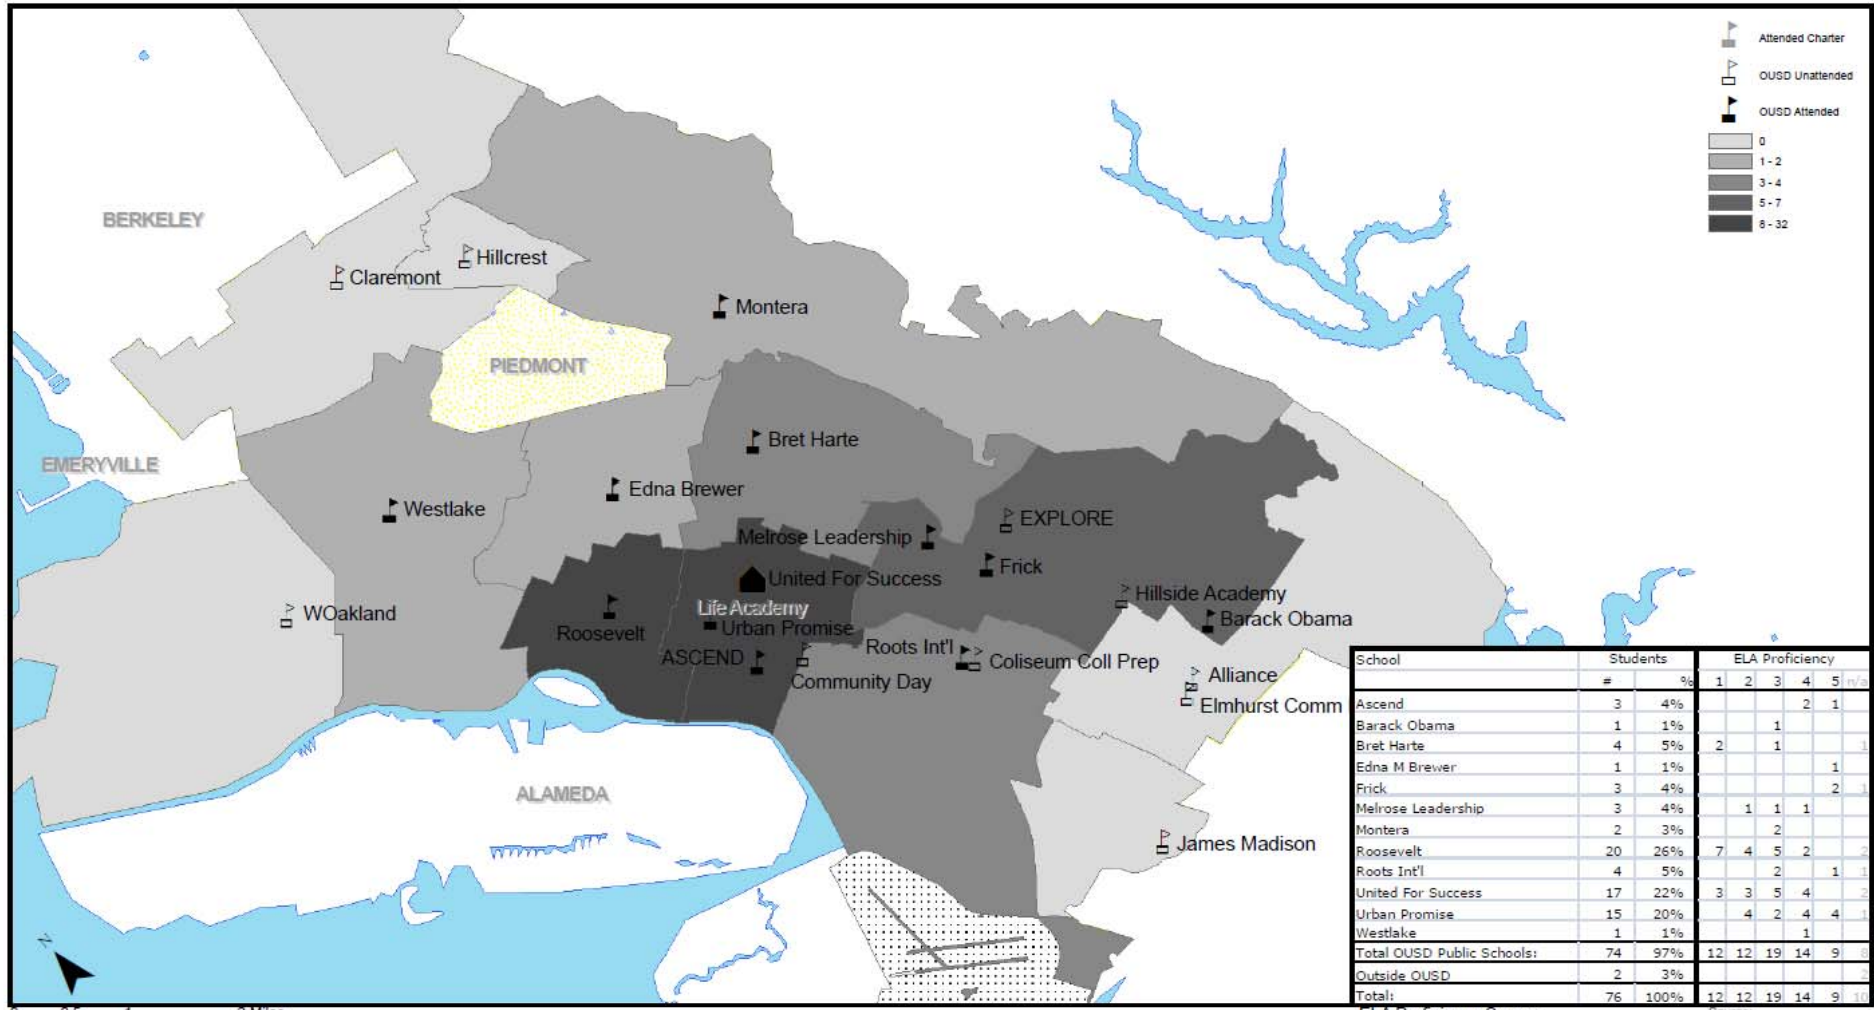 Attended Charter
OUSD Unattended
OUSD Attended
0
1 - 2
3 - 4
5 - 7
8 - 32
BERKELEY
Hillcrest
Claremont
Montera
PIEDMONT
Bret Harte
EMERYVILLE
Edna Brewer
Westlake
EXPLORE
Melrose Leadership
Frick
United For Success
Hillside Academy
Life Academy
WOakland
Barack Obama
Urban Promise
Roosevelt
Roots Int'l
ASCEND
Coliseum Coll Prep
Community Day
Alliance
Elmhurst Comm
ALAMEDA
James Madison
N
School Students ELA Proficiency
# % 1 2 3 4 5 n/a
Ascend 3 4% 2 1
Barack Obama 1 1% 1
Bret Harte 4 5% 2 1 1
Edna M Brewer 1 1% 1
Frick 3 4% 2 1
Melrose Leadership 3 4% 1 1 1
Montera 2 3% 2
Roosevelt 20 26% 7 4 5 2 2
Roots Int'l 4 5% 2 1 1
United For Success 17 22% 3 3 5 4 2
Urban Promise 15 20% 4 2 4 4 1
Westlake 1 1% 1
Total OUSD Public Schools: 74 97% 12 12 19 14 9 8
Outside OUSD 2 3% 2
Total: 76 100% 12 12 19 14 9 10